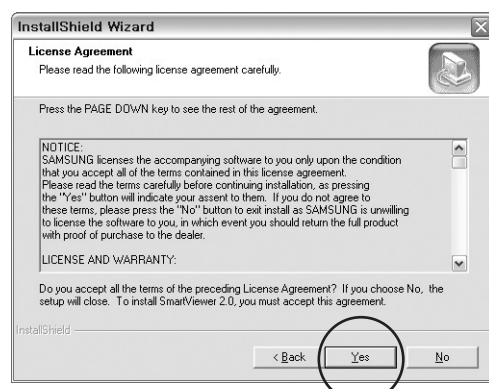 InstallShield Wizard
License Agreement
Please read the following license agreement carefully.
Press the PAGE DOWN key to see the rest of the agreement.
NOTICE:
SAMSUNG licenses the accompanying software to you only upon the condition
that you accept all of the terms contained in this license agreement.
Please read the terms carefully before continuing installation, as pressing
the "Yes" button will indicate your assent to them. If you do not agree to
these terms, please press the "No" button to exit install as SAMSUNG is unwilling
to license the software to you, in which event you should return the full product
with proof of purchase to the dealer.
LICENSE AND WARRANTY:
Do you accept all the terms of the preceding License Agreement? If you choose No, the
setup will close. To install SmartViewer 2.0, you must accept this agreement.
InstallShield
< Back Yes No